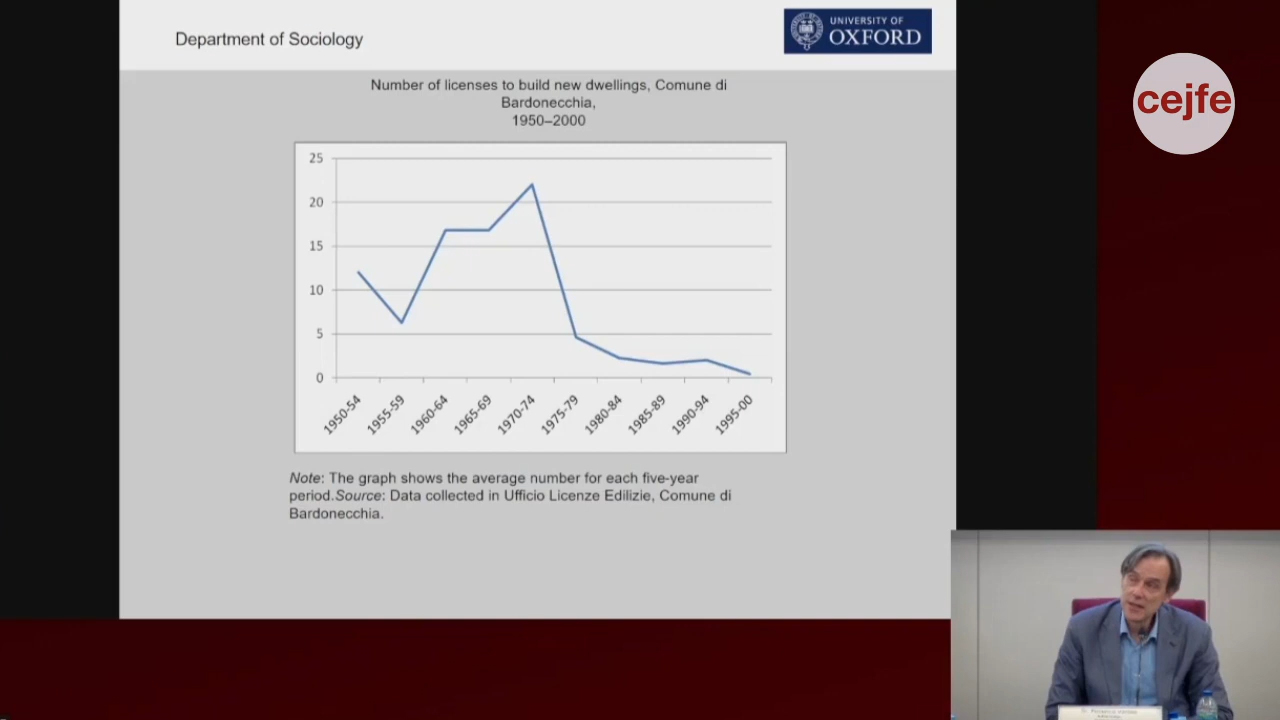 Department of Sociology
UNIVERSITY OF
OXFORD
cejfe
Number of licenses to build new dwellings, Comune di
Bardonecchia,
1950–2000
25
20
15
10
5
0
1950-54
1955-59
1960-64
1965-69
1970-74
1975-79
1980-84
1985-89
1990-94
1995-00
Note: The graph shows the average number for each five-year
period.Source: Data collected in Ufficio Licenze Edilizie, Comune di
Bardonecchia.